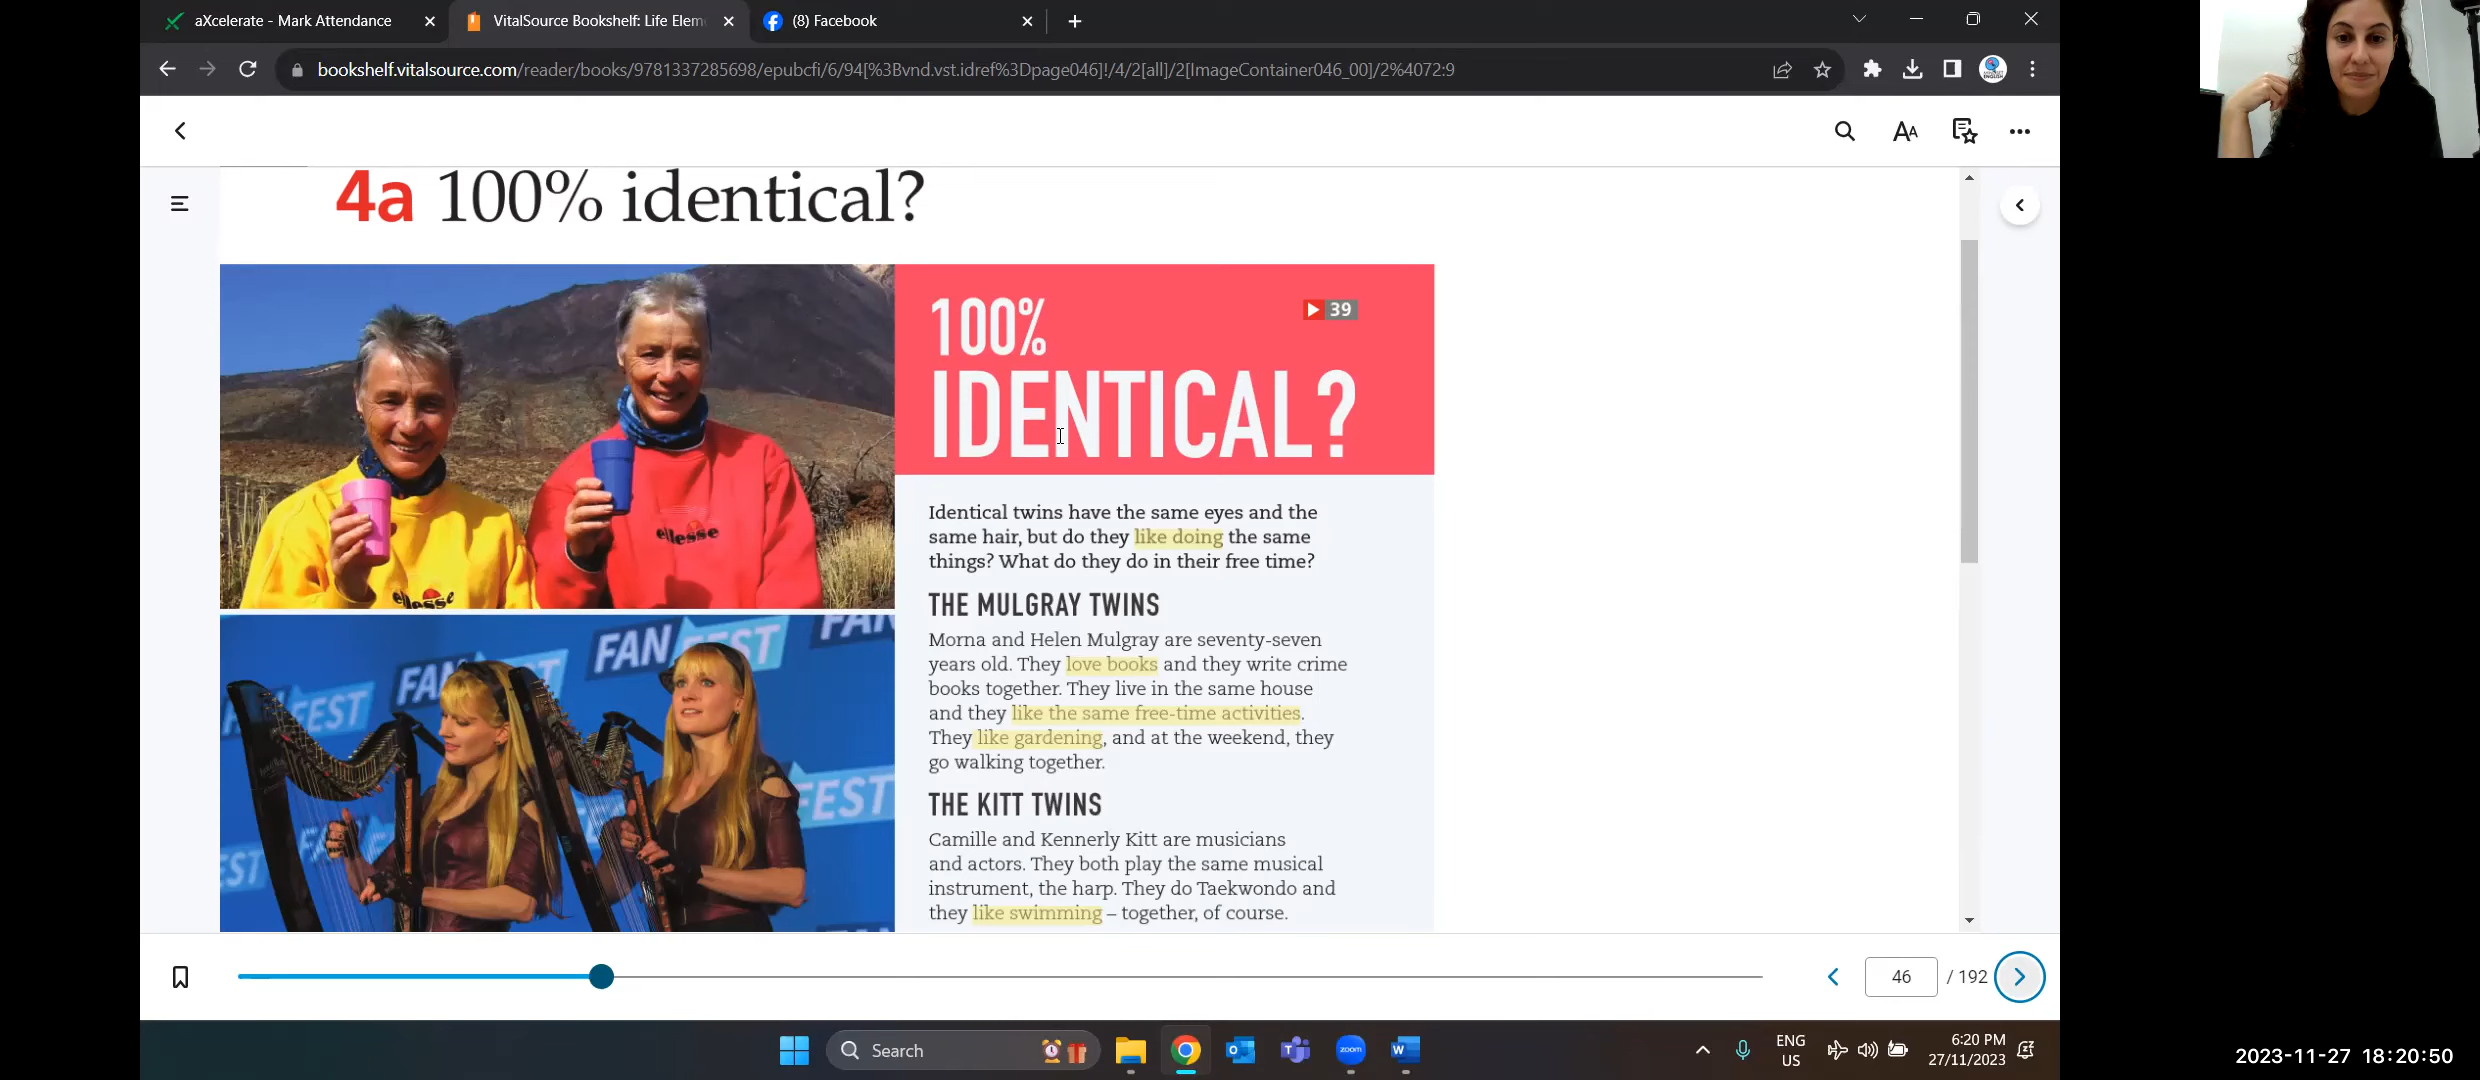 aXcelerate - Mark Attendance
VitalSource Bookshelf: Life Elem
(8) Facebook
bookshelf.vitalsource.com/reader/books/9781337285698/epubcfi/6/94[%3Bvnd.vst.idref%3Dpage046]!/4/2[all]/2[ImageContainer046_00]/2%4072:9
4a 100% identical?
100%
39
IDENTICAL?
Identical twins have the same eyes and the
same hair, but do they like doing the same
things? What do they do in their free time?
THE MULGRAY TWINS
Morna and Helen Mulgray are seventy-seven
years old. They love books and they write crime
books together. They live in the same house
and they like the same free-time activities.
They like gardening, and at the weekend, they
go walking together.
THE KITT TWINS
Camille and Kennerly Kitt are musicians
and actors. They both play the same musical
instrument, the harp. They do Taekwondo and
they like swimming – together, of course.
ellesse
ellesse
FAN FEST
FAN
FAN
FEST
FEST
EST
46 / 192
Search
zoom
ENG
US
6:20 PM
27/11/2023
2023-11-27 18:20:50